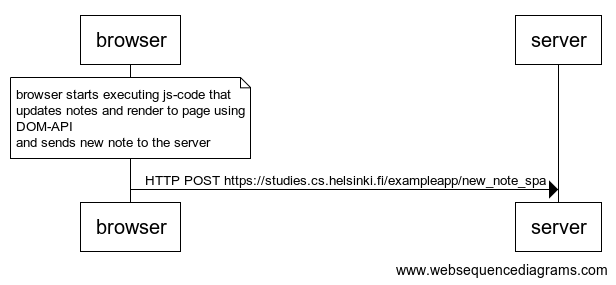 browser
server
browser starts executing js-code that
updates notes and render to page using
DOM-API
and sends new note to the server
HTTP POST https://studies.cs.helsinki.fi/exampleapp/new_note_spa
browser
server
www.websequencediagrams.com